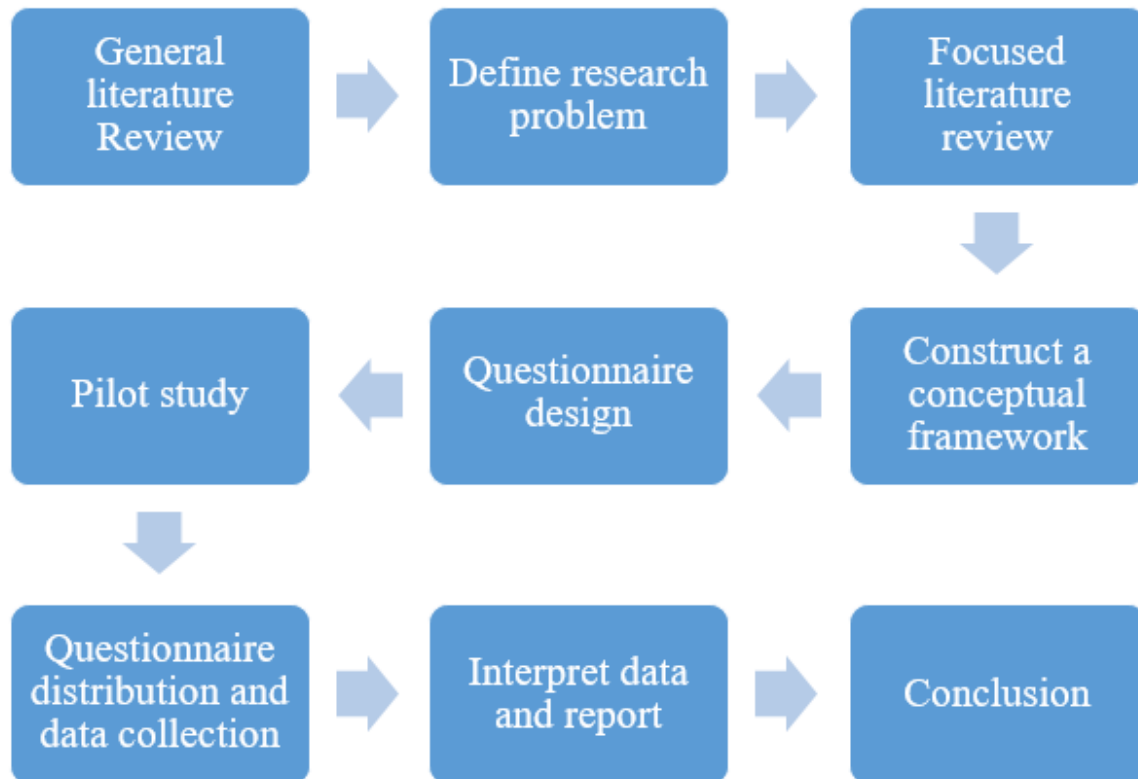 General
literature
Review
Define research
problem
Focused
literature
review
Construct a
conceptual
framework
Questionnaire
design
Pilot study
Questionnaire
distribution and
data collection
Interpret data
and report
Conclusion